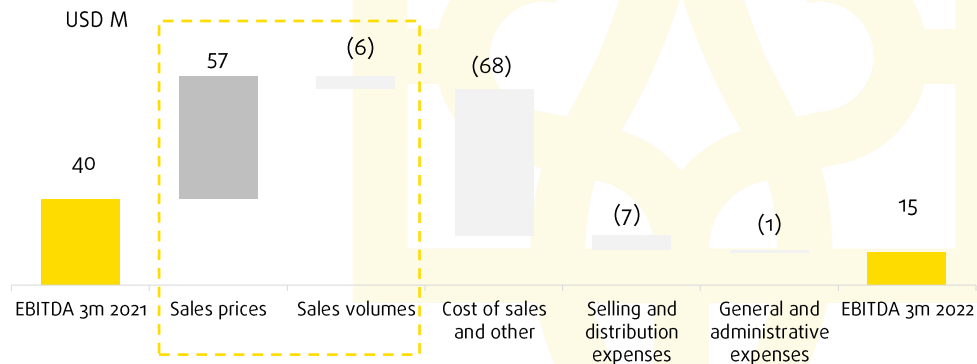 USD M
57
(6)
(68)
40
(7)
(1)
15
EBITDA 3m 2021
Sales prices
Sales volumes
Cost of sales
and other
Selling and
distribution
expenses
General and
administrative
expenses
EBITDA 3m 2022